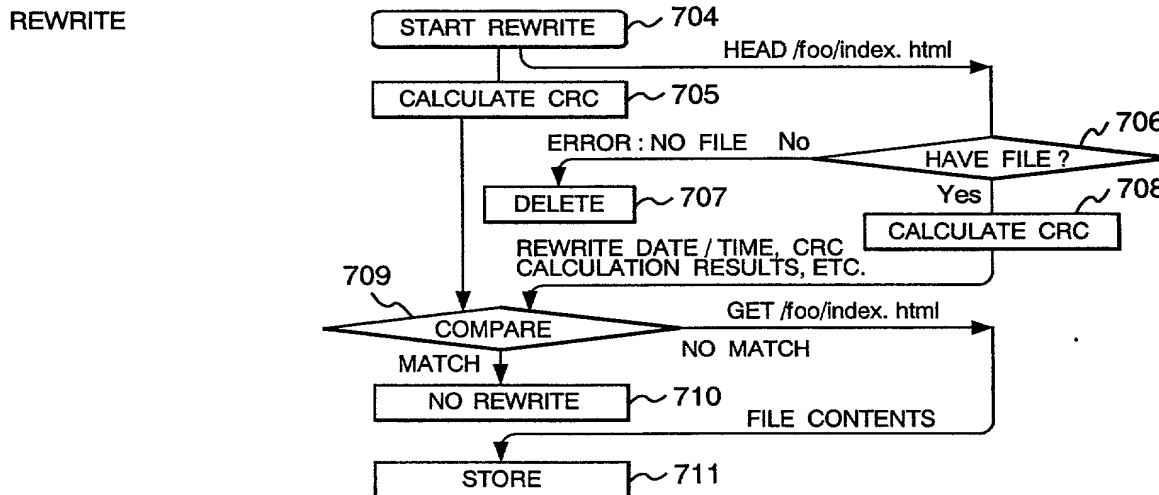 REWRITE
START REWRITE
704
HEAD /foo/index. html
CALCULATE CRC
705
706
ERROR : NO FILE No
HAVE FILE ?
DELETE
707
Yes
708
CALCULATE CRC
REWRITE DATE / TIME, CRC
CALCULATION RESULTS, ETC.
709
COMPARE
GET /foo/index. html
NO MATCH
MATCH
NO REWRITE
710
FILE CONTENTS
STORE
711